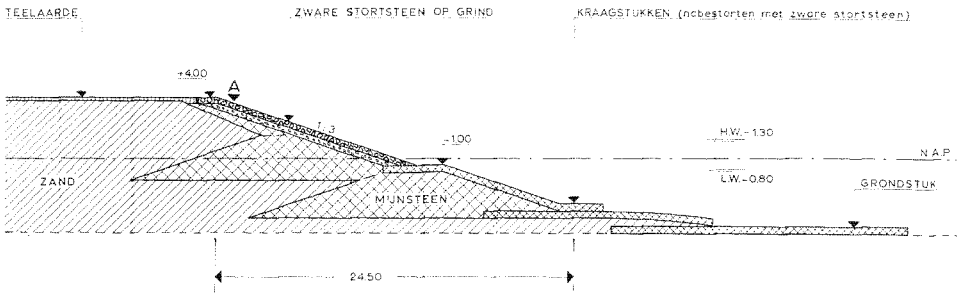 TEELAARDE
ZWARE STORTSTEEN OP GRIND
KRAAGSTUKKEN (nabestorten met zware stortsteen)
+4.00
A
1:3
-1.00
H.W.-1.30
N.A.P.
L.W.-0.80
ZAND
MIJNSTEEN
GRONDSTUK
24.50